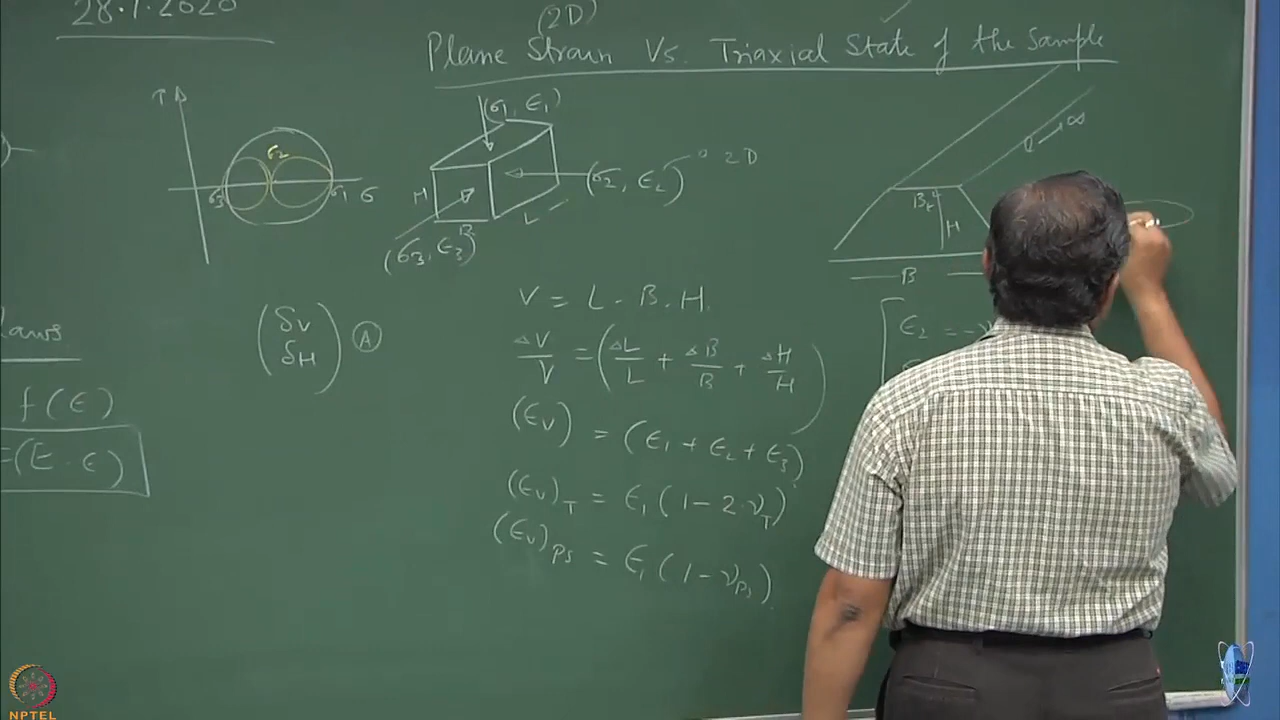 28.1.2020
(2D)
Plane Strain Vs. Triaxial State of the Sample
τ
σ2
σ3
σ1 σ
(σ1, ϵ1)
(σ2, ϵ2)
2D
H
B
L
(σ3, ϵ3)
l → ∞
H
B
V = L - B. H.
ΔV/V = (ΔL/L + ΔB/B + ΔH/H)
(ϵv) = (ϵ1 + ϵ2 + ϵ3)
(ϵv)T = ϵ1 (1 - 2·νT)
(ϵv)Ps = ϵ1 (1 - νPs)
(δv
δH) Ⓐ
Laws
f(ϵ)
=(E·ϵ)
ϵ2 = -ν
NPTEL